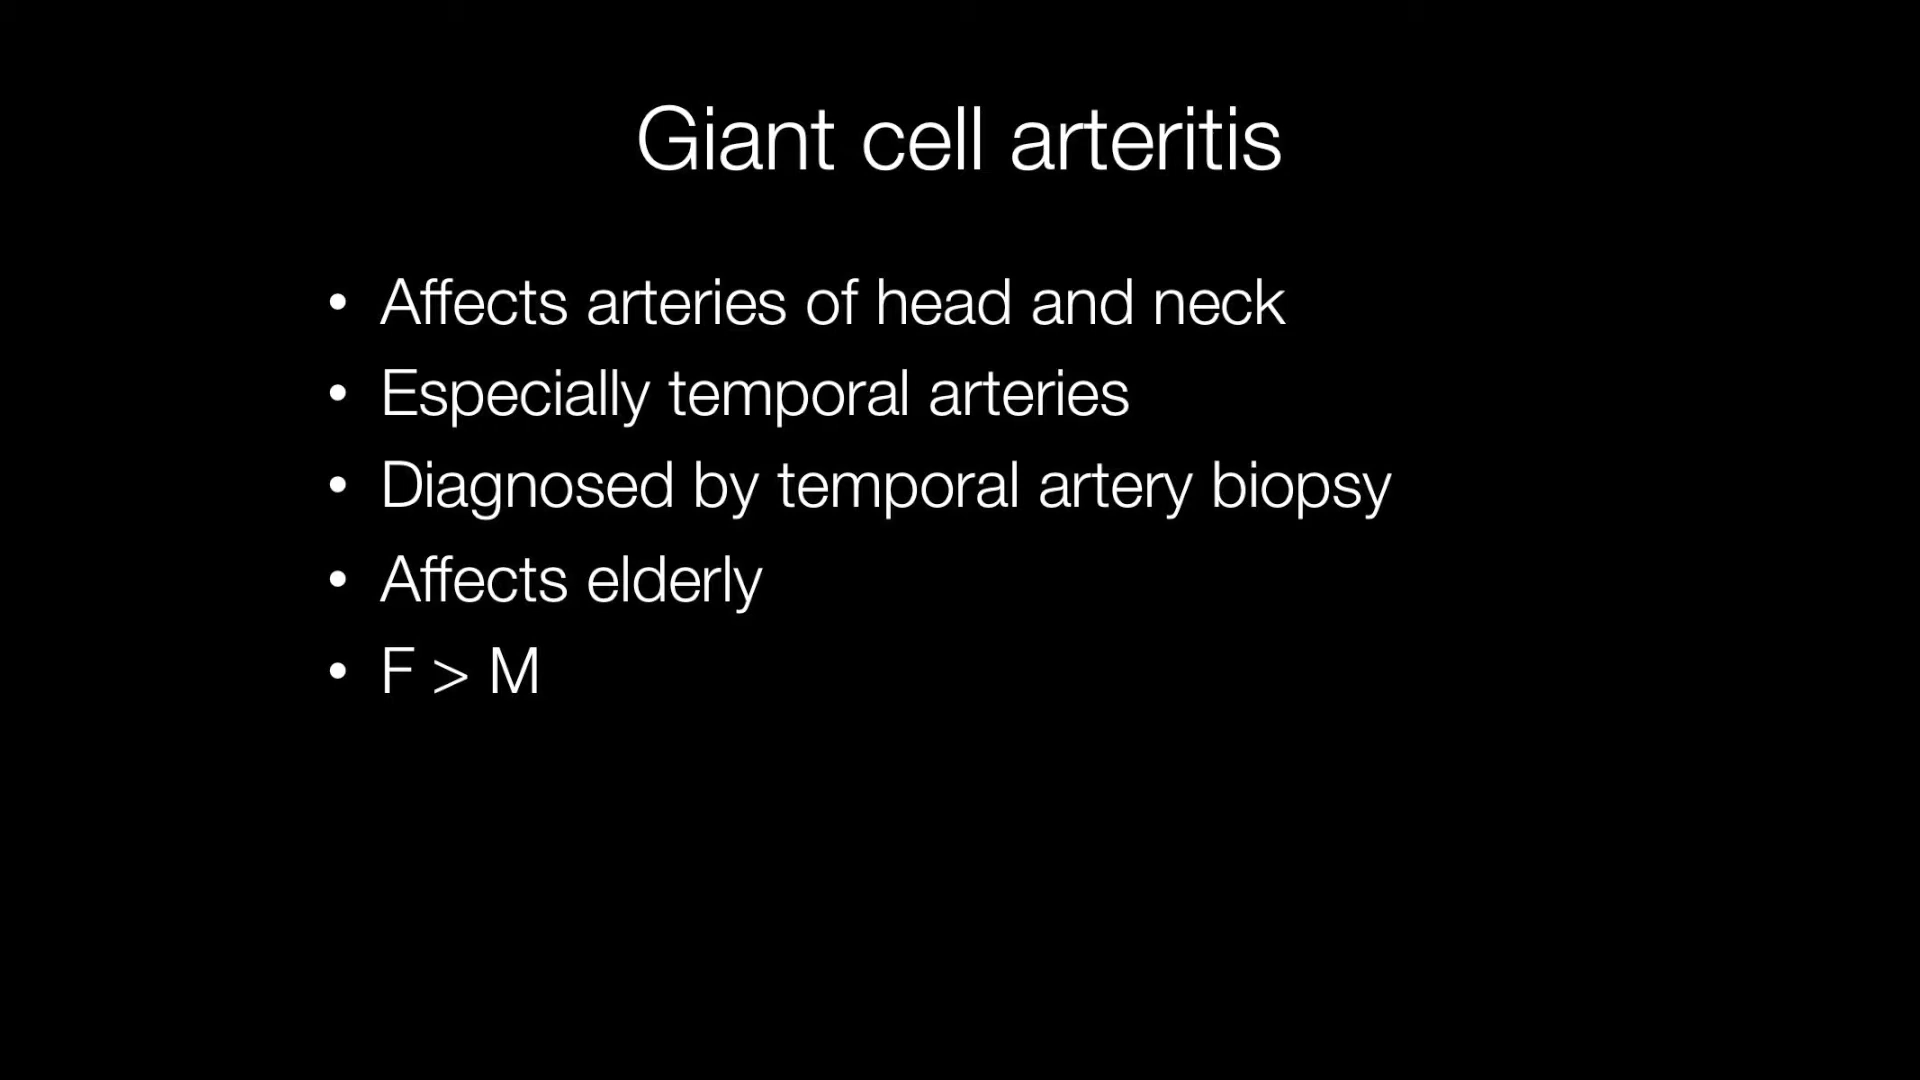 Giant cell arteritis
• Affects arteries of head and neck
• Especially temporal arteries
• Diagnosed by temporal artery biopsy
• Affects elderly
• F > M